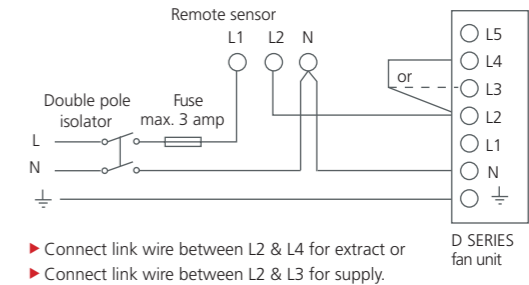 Remote sensor
L1 L2 N
Double pole
isolator
Fuse
max. 3 amp
L
N
or
L5
L4
L3
L2
L1
N
D SERIES
fan unit
▶ Connect link wire between L2 & L4 for extract or
▶ Connect link wire between L2 & L3 for supply.